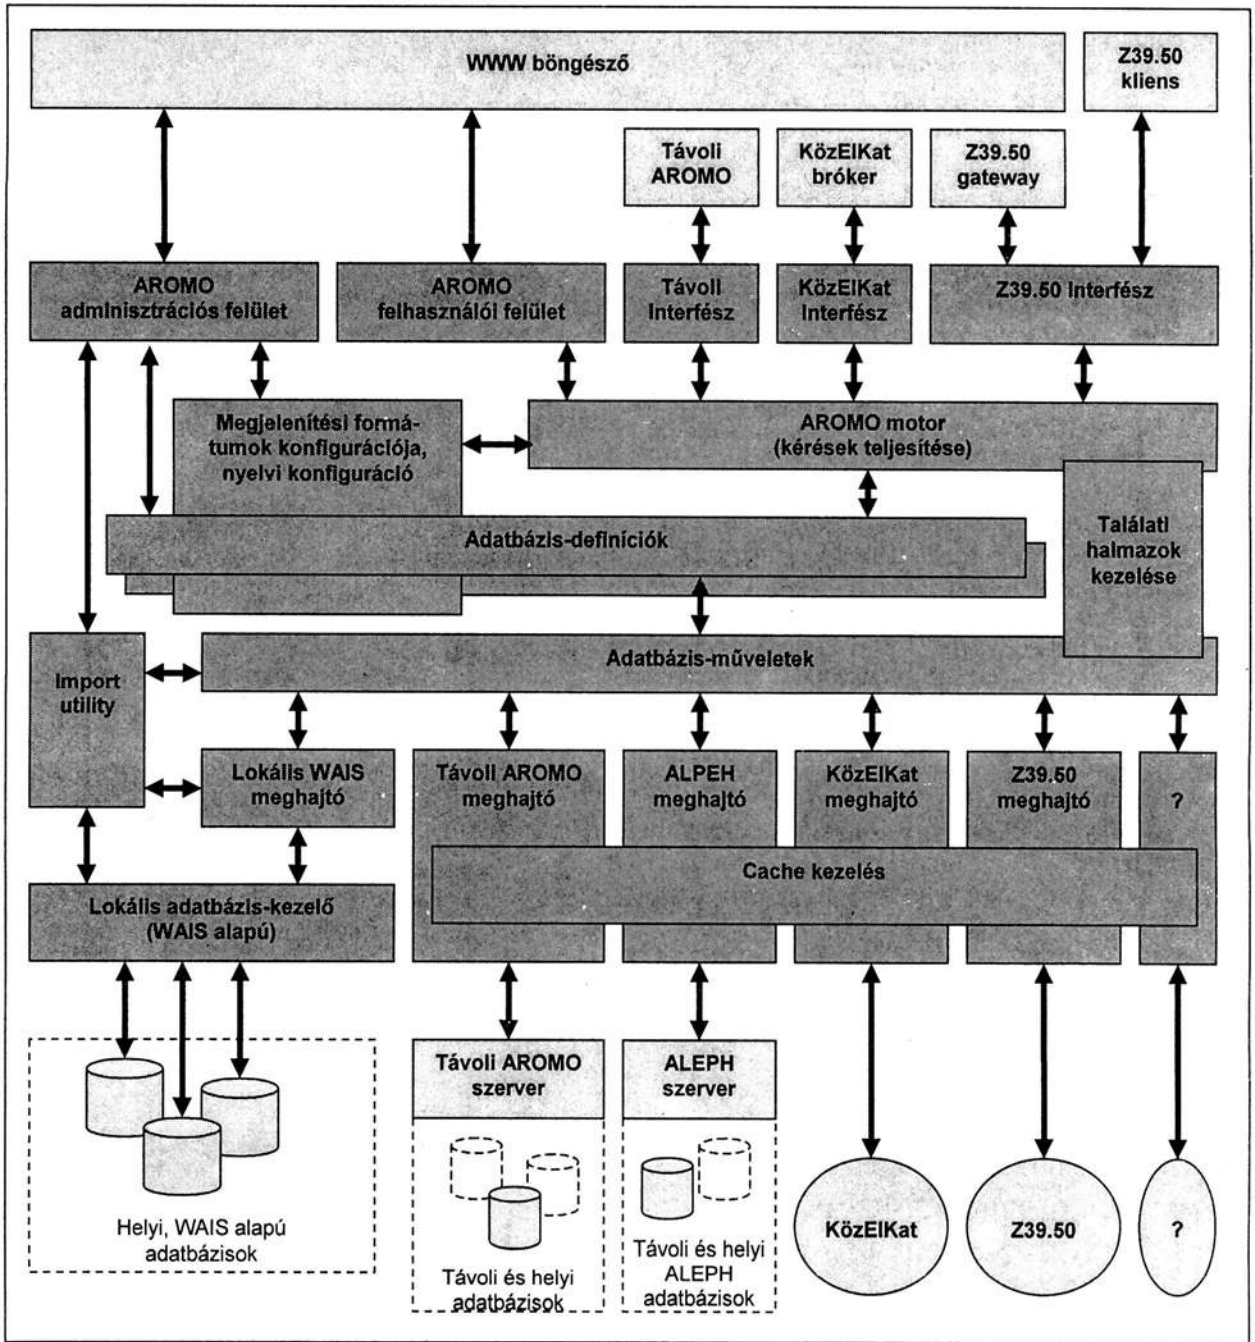 WWW böngésző
Z39.50
kliens
Távoli
AROMO
KözElKat
bróker
Z39.50
gateway
AROMO
adminisztrációs felület
AROMO
felhasználói felület
Távoli
Interfész
KözElKat
Interfész
Z39.50 Interfész
Megjelenítési formá-
tumok konfigurációja,
nyelvi konfiguráció
AROMO motor
(kérések teljesítése)
Találati
halmazok
kezelése
Adatbázis-definíciók
Adatbázis-műveletek
Import
utility
Lokális WAIS
meghajtó
Távoli AROMO
meghajtó
ALPEH
meghajtó
KözElKat
meghajtó
Z39.50
meghajtó
?
Cache kezelés
Lokális adatbázis-kezelő
(WAIS alapú)
Távoli AROMO
szerver
ALEPH
szerver
Helyi, WAIS alapú
adatbázisok
Távoli és helyi
adatbázisok
Távoli és helyi
ALEPH
adatbázisok
KözElKat
Z39.50
?